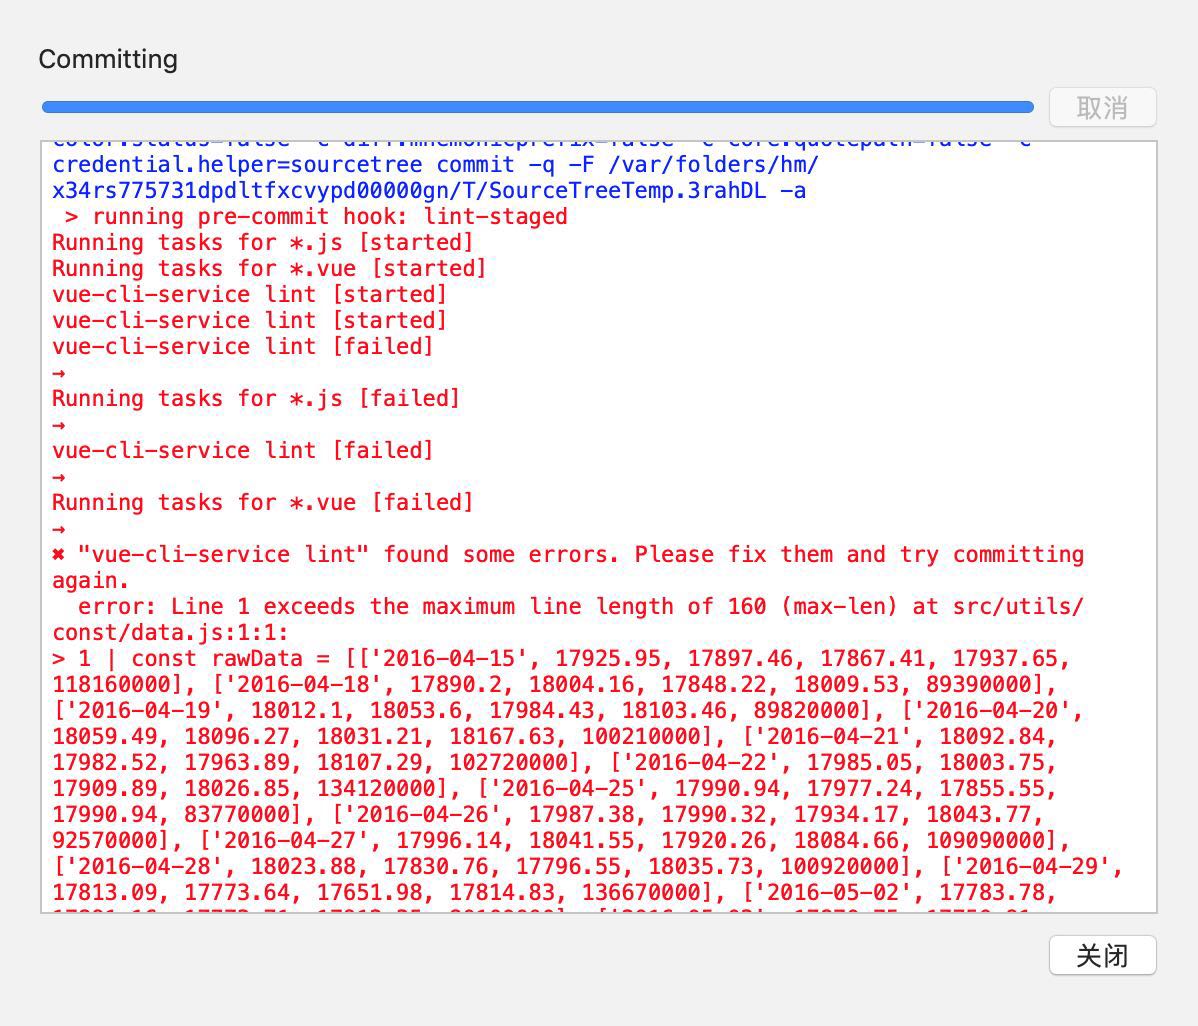 Committing
取消
color.status=false -c diff.mnemonicprefix=false -c core.quotepath=false -c
credential.helper=sourcetree commit -q -F /var/folders/hm/
x34rs775731dpdltfxcvypd00000gn/T/SourceTreeTemp.3rahDL -a
> running pre-commit hook: lint-staged
Running tasks for *.js [started]
Running tasks for *.vue [started]
vue-cli-service lint [started]
vue-cli-service lint [started]
vue-cli-service lint [failed]
→
Running tasks for *.js [failed]
→
vue-cli-service lint [failed]
→
Running tasks for *.vue [failed]
→
✖ "vue-cli-service lint" found some errors. Please fix them and try committing
again.
error: Line 1 exceeds the maximum line length of 160 (max-len) at src/utils/
const/data.js:1:1:
> 1 | const rawData = [['2016-04-15', 17925.95, 17897.46, 17867.41, 17937.65,
118160000], ['2016-04-18', 17890.2, 18004.16, 17848.22, 18009.53, 89390000],
['2016-04-19', 18012.1, 18053.6, 17984.43, 18103.46, 89820000], ['2016-04-20',
18059.49, 18096.27, 18031.21, 18167.63, 100210000], ['2016-04-21', 18092.84,
17982.52, 17963.89, 18107.29, 102720000], ['2016-04-22', 17985.05, 18003.75,
17909.89, 18026.85, 134120000], ['2016-04-25', 17990.94, 17977.24, 17855.55,
17990.94, 83770000], ['2016-04-26', 17987.38, 17990.32, 17934.17, 18043.77,
92570000], ['2016-04-27', 17996.14, 18041.55, 17920.26, 18084.66, 109090000],
['2016-04-28', 18023.88, 17830.76, 17796.55, 18035.73, 100920000], ['2016-04-29',
17813.09, 17773.64, 17651.98, 17814.83, 136670000], ['2016-05-02', 17783.78,
关闭